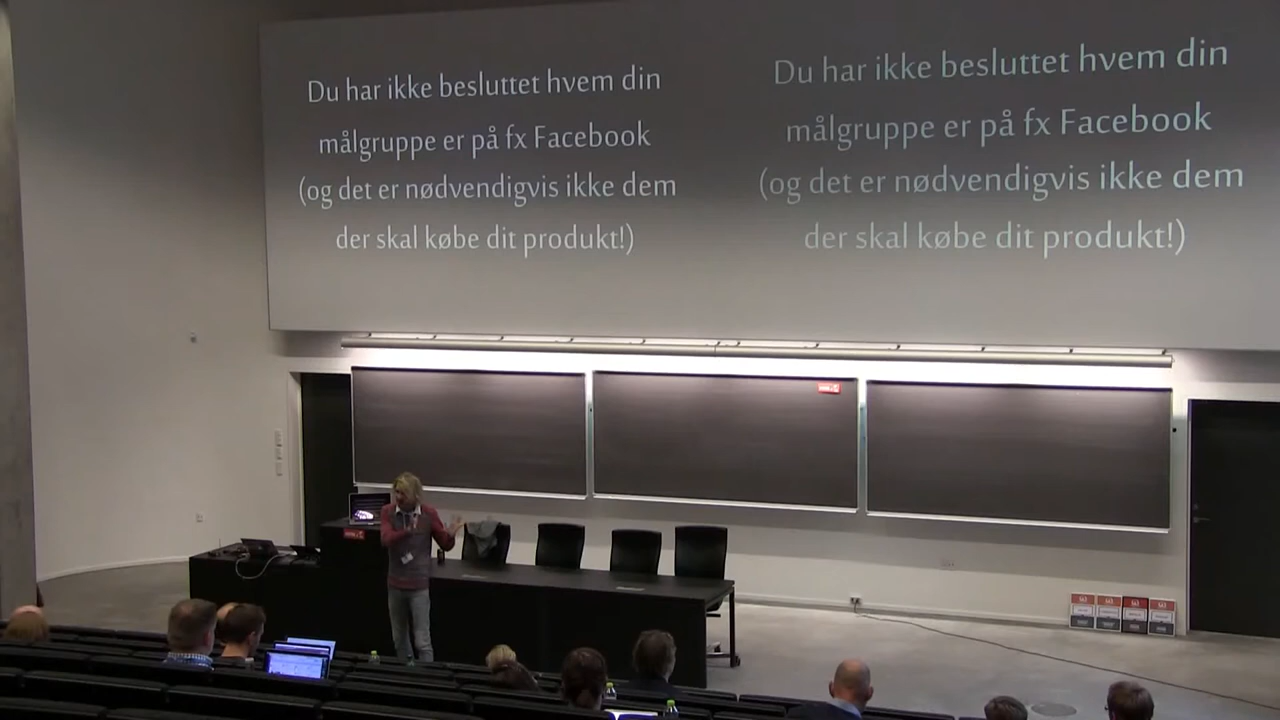 Du har ikke besluttet hvem din
målgruppe er på fx Facebook
(og det er nødvendigvis ikke dem
der skal købe dit produkt!)
Du har ikke besluttet hvem din
målgruppe er på fx Facebook
(og det er nødvendigvis ikke dem
der skal købe dit produkt!)